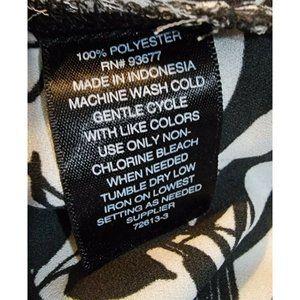 100% POLYESTER
RN# 93677
MADE IN INDONESIA
MACHINE WASH COLD
GENTLE CYCLE
WITH LIKE COLORS
USE ONLY NON-
CHLORINE BLEACH
WHEN NEEDED
TUMBLE DRY LOW
IRON ON LOWEST
SETTING AS NEEDED
SUPPLIER
72613-3